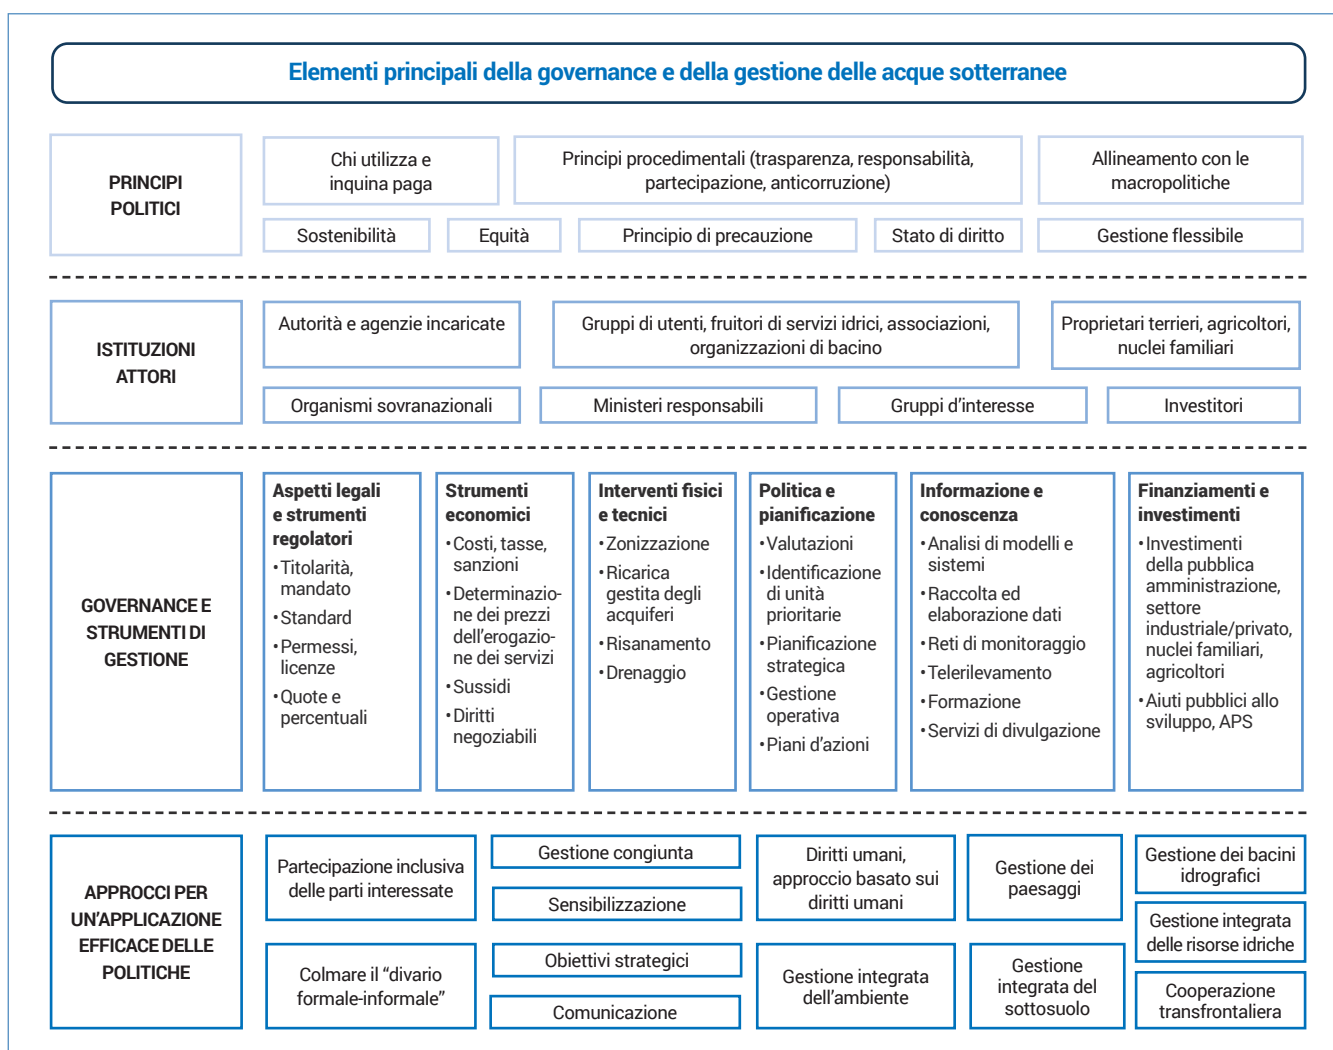 Elementi principali della governance e della gestione delle acque sotterranee
PRINCIPI
POLITICI
Chi utilizza e
inquina paga
Principi procedimentali (trasparenza, responsabilità,
partecipazione, anticorruzione)
Allineamento con le
macropolitiche
Sostenibilità
Equità
Principio di precauzione
Stato di diritto
Gestione flessibile
ISTITUZIONI
ATTORI
Autorità e agenzie incaricate
Gruppi di utenti, fruitori di servizi idrici, associazioni,
organizzazioni di bacino
Proprietari terrieri, agricoltori,
nuclei familiari
Organismi sovranazionali
Ministeri responsabili
Gruppi d'interesse
Investitori
GOVERNANCE E
STRUMENTI DI
GESTIONE
Aspetti legali
e strumenti
regolatori
•Titolarità,
mandato
•Standard
•Permessi,
licenze
•Quote e
percentuali
Strumenti
economici
•Costi, tasse,
sanzioni
•Determinazio-
ne dei prezzi
dell'erogazio-
ne dei servizi
•Sussidi
•Diritti
negoziabili
Interventi fisici
e tecnici
•Zonizzazione
•Ricarica
gestita degli
acquiferi
•Risanamento
•Drenaggio
Politica e
pianificazione
•Valutazioni
•Identificazione
di unità
prioritarie
•Pianificazione
strategica
•Gestione
operativa
•Piani d'azioni
Informazione e
conoscenza
•Analisi di modelli e
sistemi
•Raccolta ed
elaborazione dati
•Reti di monitoraggio
•Telerilevamento
•Formazione
•Servizi di divulgazione
Finanziamenti e
investimenti
•Investimenti
della pubblica
amministrazione,
settore
industriale/privato,
nuclei familiari,
agricoltori
•Aiuti pubblici allo
sviluppo, APS
APPROCCI PER
UN'APPLICAZIONE
EFFICACE DELLE
POLITICHE
Partecipazione inclusiva
delle parti interessate
Colmare il “divario
formale-informale”
Gestione congiunta
Sensibilizzazione
Obiettivi strategici
Comunicazione
Diritti umani,
approccio basato sui
diritti umani
Gestione integrata
dell'ambiente
Gestione dei
paesaggi
Gestione
integrata del
sottosuolo
Gestione dei bacini
idrografici
Gestione integrata
delle risorse idriche
Cooperazione
transfrontaliera